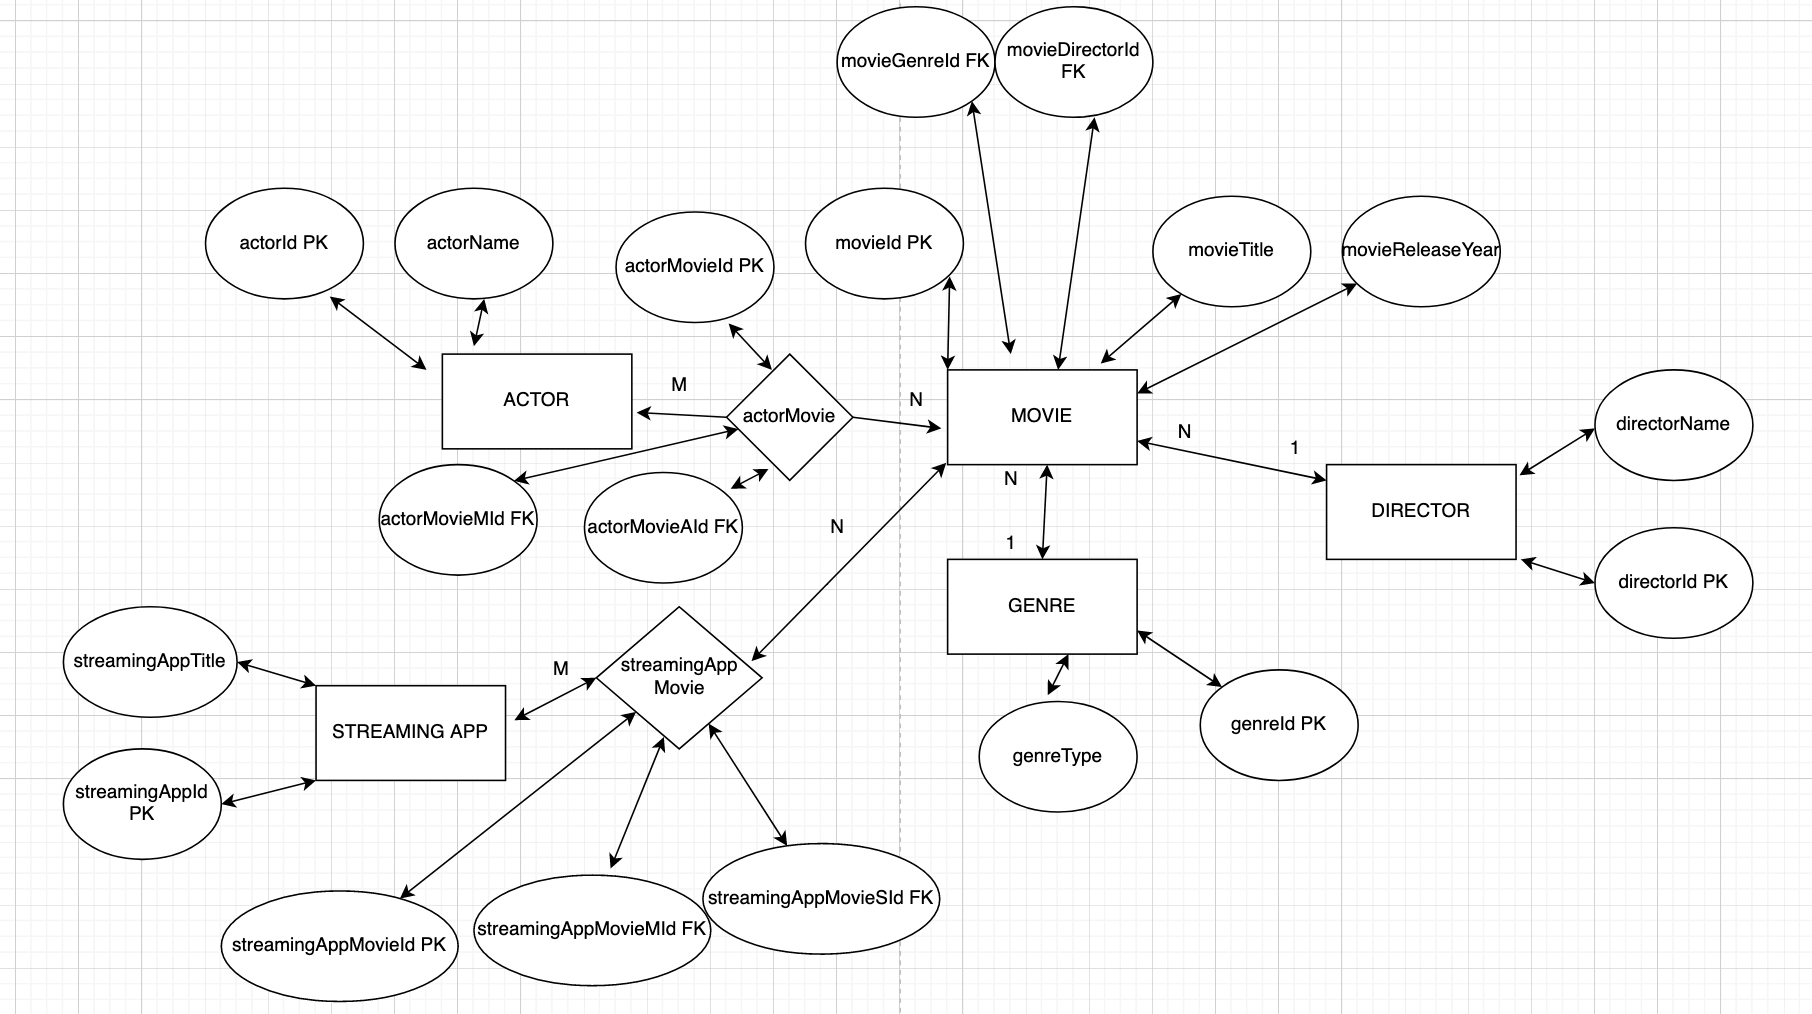 movieGenreId FK
movieDirectorId
FK
actorId PK
actorName
actorMovieId PK
movieId PK
movieTitle
movieReleaseYear
ACTOR
M
actorMovie
N
MOVIE
N
1
directorName
DIRECTOR
directorId PK
actorMovieMId FK
actorMovieAId FK
N
N
1
GENRE
genreType
genreId PK
streamingAppTitle
STREAMING APP
M
streamingApp
Movie
streamingAppId
PK
streamingAppMovieId PK
streamingAppMovieMId FK
streamingAppMovieSId FK